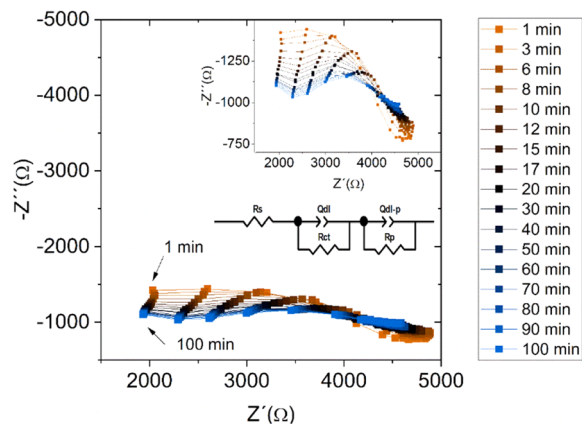 -5000
-4000
-3000
-2000
-1000
-Z´´(Ω)
2000
3000
4000
5000
Z´(Ω)
1 min
100 min
-1250
-1000
-750
-Z´´(Ω)
2000
3000
4000
5000
Z´(Ω)
Rs
Qdl
Rct
Qdl-p
Rp
1 min
3 min
6 min
8 min
10 min
12 min
15 min
17 min
20 min
30 min
40 min
50 min
60 min
70 min
80 min
90 min
100 min